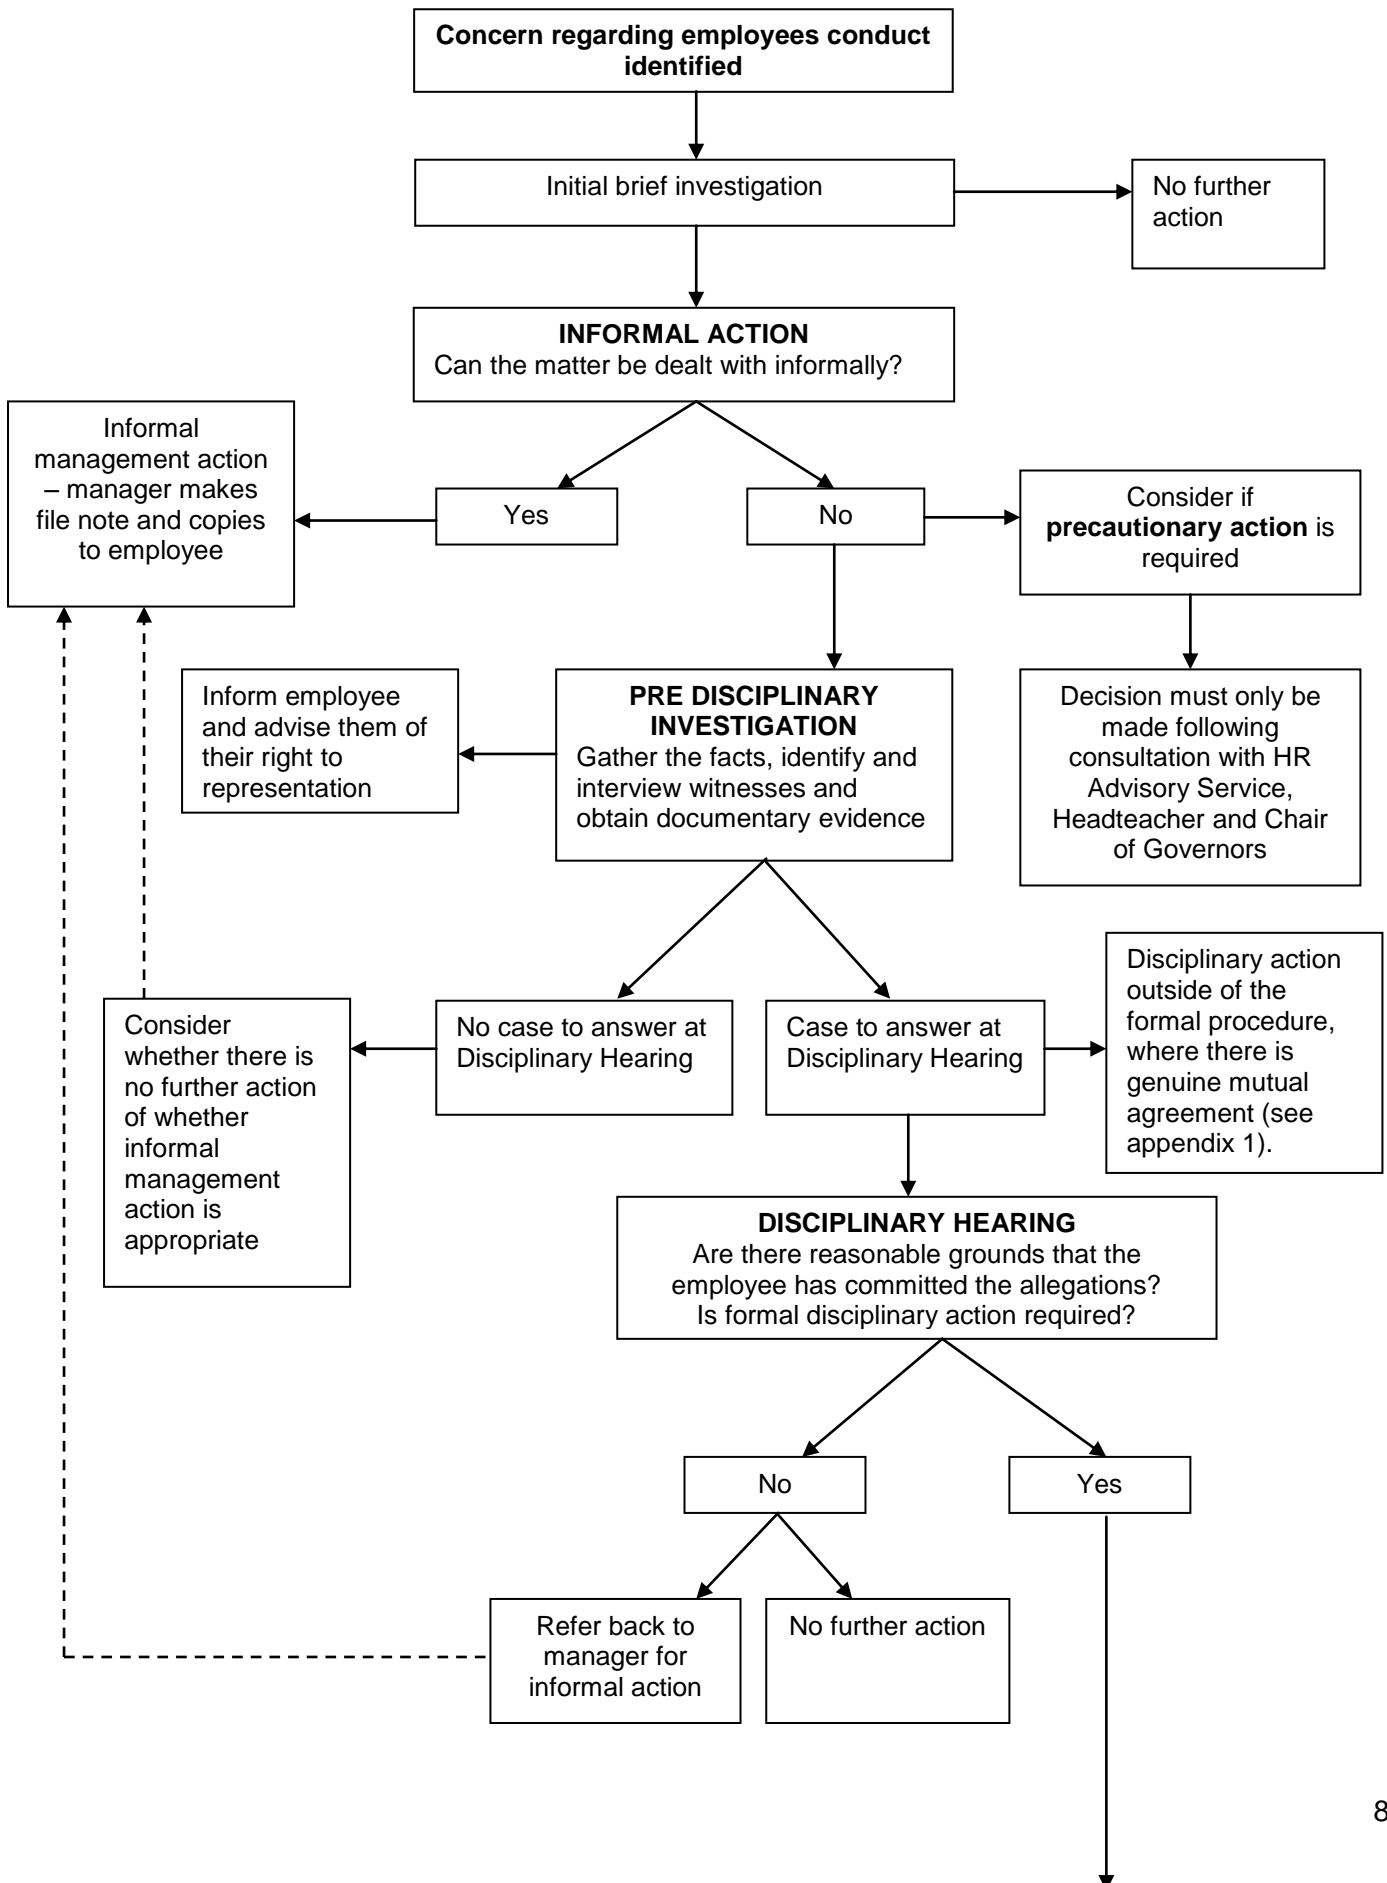 Concern regarding employees conduct
identified
Initial brief investigation
No further
action
INFORMAL ACTION
Can the matter be dealt with informally?
Informal
management action
– manager makes
file note and copies
to employee
Yes
No
Consider if
precautionary action is
required
Inform employee
and advise them of
their right to
representation
PRE DISCIPLINARY
INVESTIGATION
Gather the facts, identify and
interview witnesses and
obtain documentary evidence
Decision must only be
made following
consultation with HR
Advisory Service,
Headteacher and Chair
of Governors
Consider
whether there is
no further action
of whether
informal
management
action is
appropriate
No case to answer at
Disciplinary Hearing
Case to answer at
Disciplinary Hearing
Disciplinary action
outside of the
formal procedure,
where there is
genuine mutual
agreement (see
appendix 1).
DISCIPLINARY HEARING
Are there reasonable grounds that the
employee has committed the allegations?
Is formal disciplinary action required?
No
Yes
Refer back to
manager for
informal action
No further action
8